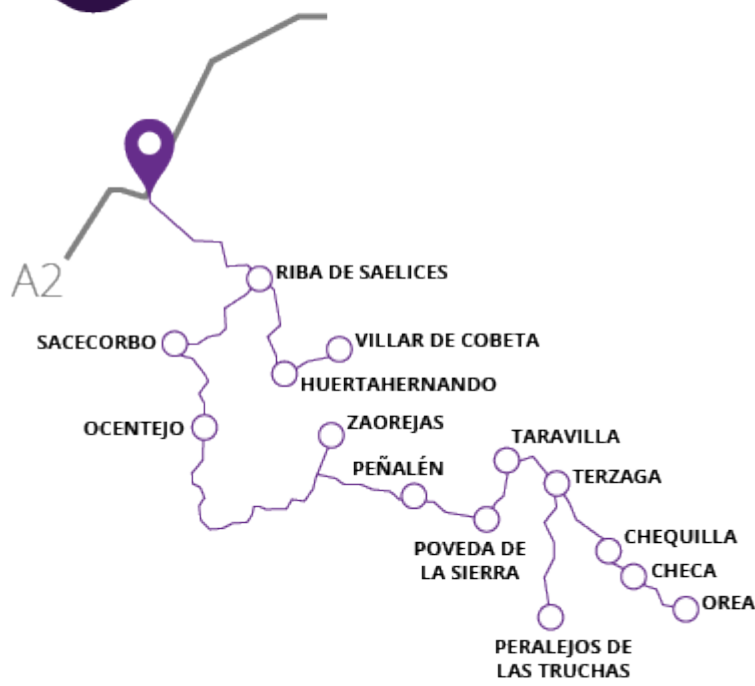 A2
RIBA DE SAELICES
SACECORBO
VILLAR DE COBETA
HUERTAHERNANDO
OCENTEJO
ZAOREJAS
TARAVILLA
PEÑALÉN
TERZAGA
POVEDA DE
LA SIERRA
CHEQUILLA
CHECA
OREA
PERALEJOS DE
LAS TRUCHAS